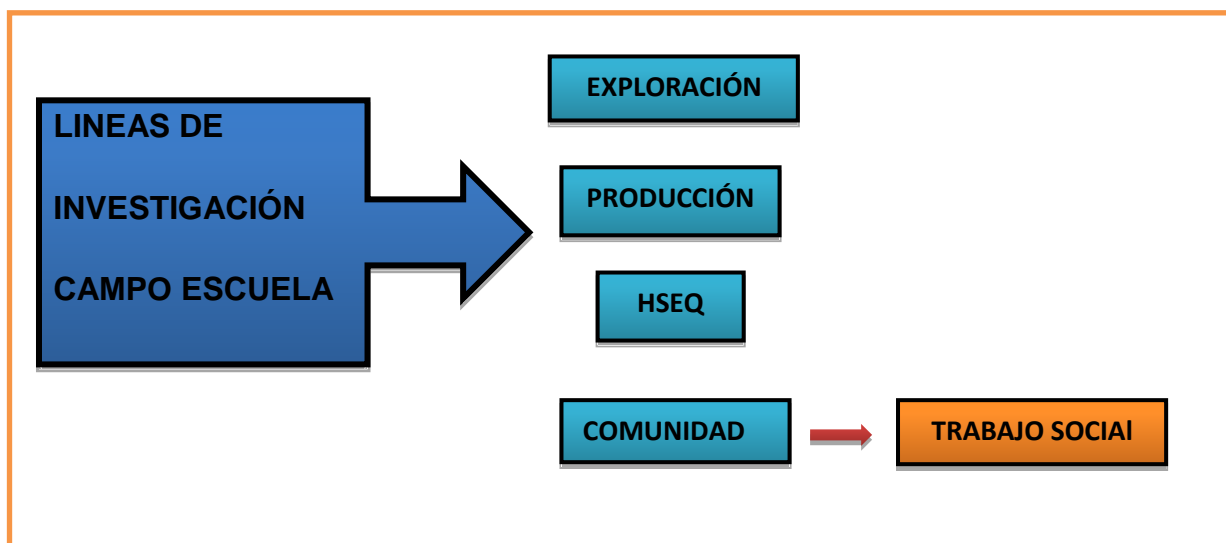 LINEAS DE
INVESTIGACIÓN
CAMPO ESCUELA
EXPLORACIÓN
PRODUCCIÓN
HSEQ
COMUNIDAD
TRABAJO SOCIAl